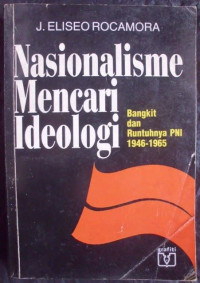 J. ELISEO ROCAMORA
Nasionalisme
Mencari
Ideologi
Bangkit
dan
Runtuhnya PNI
1946-1965
grafiti